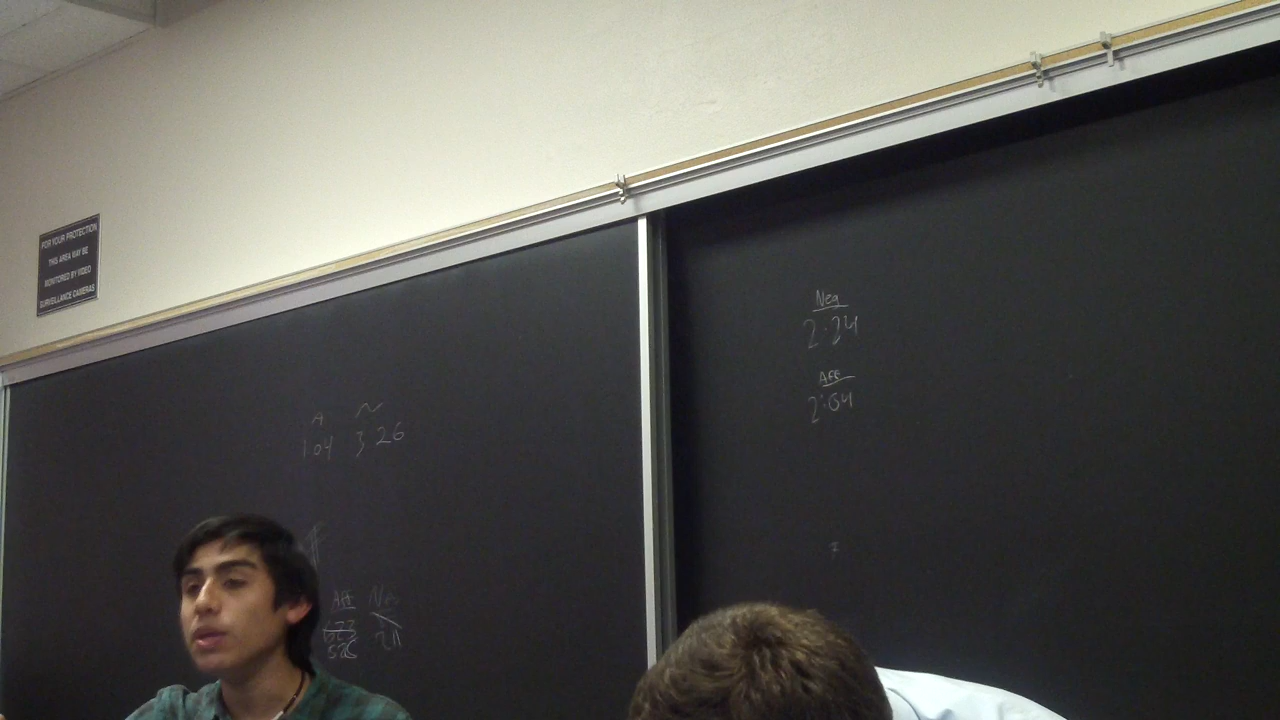 FOR YOUR PROTECTION
THIS AREA MAY BE
MONITORED BY VIDEO
SURVEILLANCE CAMERAS
A N
1 04 3 26
Aff Neg
526
Neg
2:24
Aff
2:04